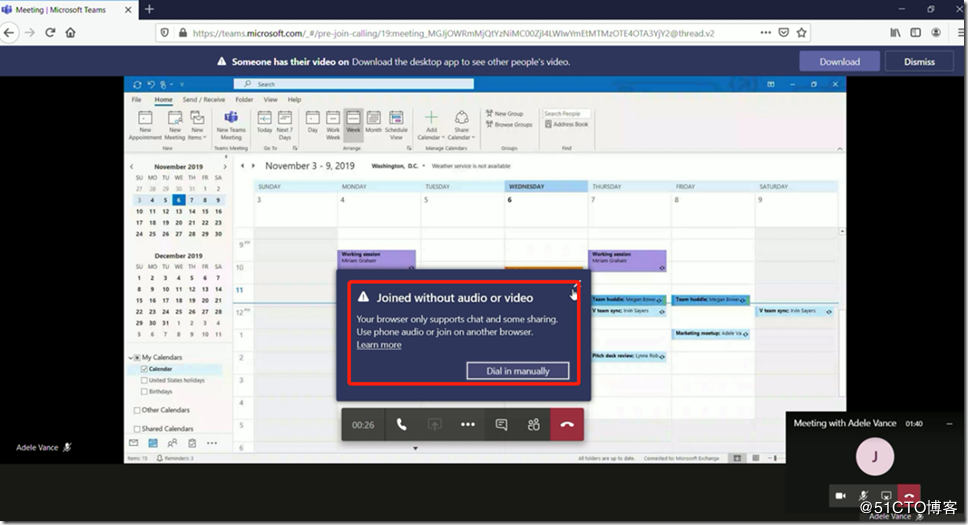 Meeting | Microsoft Teams
https://teams.microsoft.com/_#/pre-join-calling/19:meeting_MGIjOWRmMjQtYzNiMC00ZjI4LWIwYmEtMTMzOTE4OTA3YjY2@thread.v2
Someone has their video on Download the desktop app to see other people's video.
Download
Dismiss
Search
File Home Send / Receive Folder View Help
New Appointment
New Meeting
New Items
New Teams Meeting
Today
Next 7 Days
Day
Work Week
Week
Month
Schedule View
Add Calendar
Share Calendar
New Group
Browse Groups
Search People
Address Book
New
Teams Meeting
Go To
Arrange
Manage Calendars
Groups
Find
November 2019
SU MO TU WE TH FR SA
27 28 29 30 31 1 2
3 4 5 6 7 8 9
10 11 12 13 14 15 16
17 18 19 20 21 22 23
24 25 26 27 28 29 30
December 2019
SU MO TU WE TH FR SA
1 2 3 4 5 6 7
8 9 10 11 12 13 14
15 16 17 18 19 20 21
22 23 24 25 26 27 28
29 30 31 1 2 3 4
5 6 7 8 9 10 11
My Calendars
Calendar
United States holidays
Birthdays
Other Calendars
Shared Calendars
November 3 - 9, 2019
Washington, D.C.
Weather service is not available
SUNDAY MONDAY TUESDAY WEDNESDAY THURSDAY FRIDAY SATURDAY
3 4 5 6 7 8 9
9 AM
10
11
12 PM
1
2
3
4
5
6
Working session
Miriam Graham
Working session
Miriam Graham
Team huddle; Megan Bowe
Team huddle; Megan Bowe
V team sync; Irvin Sayers
V team sync; Irvin Sayers
Marketing meetup; Adele Va
Pitch deck review; Lynne Rob
Joined without audio or video
Your browser only supports chat and some sharing.
Use phone audio or join on another browser.
Learn more
Dial in manually
00:26
Adele Vance
Items: 15
Reminders: 3
All folders are up to date.
Connected to: Microsoft Exchange
Meeting with Adele Vance 01:40
J
Adele Vance
@51CTO博客